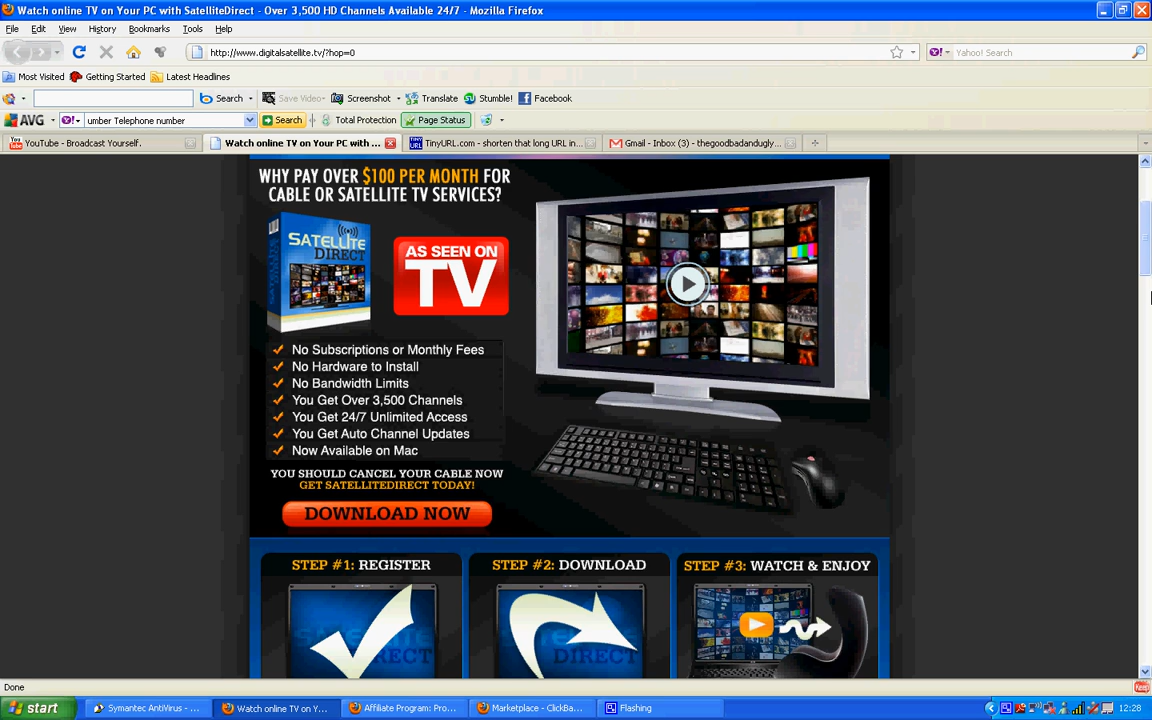 Watch online TV on Your PC with SatelliteDirect - Over 3,500 HD Channels Available 24/7 - Mozilla Firefox
File Edit View History Bookmarks Tools Help
http://www.digitalsatellite.tv/?hop=0
Y! Yahoo! Search
Most Visited Getting Started Latest Headlines
Search Save Video Screenshot Translate Stumble! Facebook
AVG Y! umber Telephone number Search Total Protection Page Status
YouTube - Broadcast Yourself. Watch online TV on Your PC with ... TinyURL.com - shorten that long URL in... Gmail - Inbox (3) - thegoodbadandugly...
WHY PAY OVER $100 PER MONTH FOR
CABLE OR SATELLITE TV SERVICES?
SATELLITE
DIRECT
AS SEEN ON
TV
No Subscriptions or Monthly Fees
No Hardware to Install
No Bandwidth Limits
You Get Over 3,500 Channels
You Get 24/7 Unlimited Access
You Get Auto Channel Updates
Now Available on Mac
YOU SHOULD CANCEL YOUR CABLE NOW
GET SATELLITEDIRECT TODAY!
DOWNLOAD NOW
STEP #1: REGISTER STEP #2: DOWNLOAD STEP #3: WATCH & ENJOY
DIRECT DIRECT
Done
start Symantec AntiVirus - ... Watch online TV on Y... Affiliate Program: Pro... Marketplace - ClickBa... Flashing 12:28